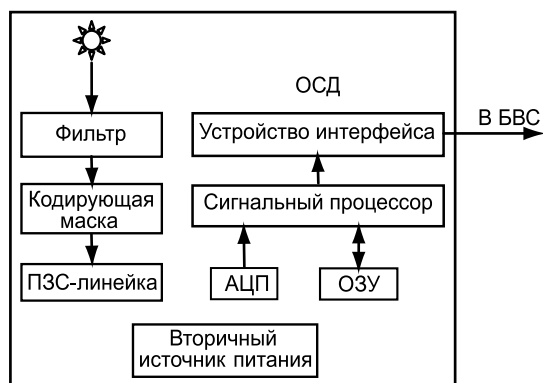 ОСД
Фильтр
Устройство интерфейса
В БВС
Кодирующая
маска
Сигнальный процессор
ПЗС-линейка
АЦП
ОЗУ
Вторичный
источник питания